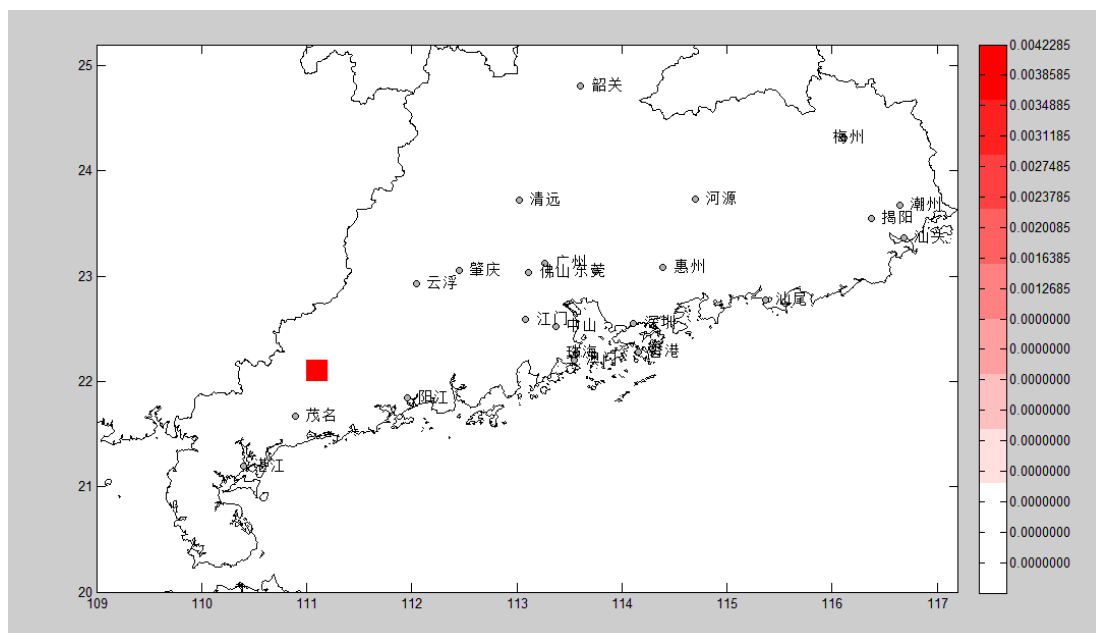 25
24
23
22
21
20
109
110
111
112
113
114
115
116
117
韶关
梅州
清远
河源
潮州
揭阳
汕头
广州
佛山
东莞
肇庆
惠州
云浮
汕尾
江门
中山
深圳
珠海
香港
阳江
茂名
湛江
0.0042285
0.0038585
0.0034885
0.0031185
0.0027485
0.0023785
0.0020085
0.0016385
0.0012685
0.0000000
0.0000000
0.0000000
0.0000000
0.0000000
0.0000000
0.0000000
0.0000000
0.0000000